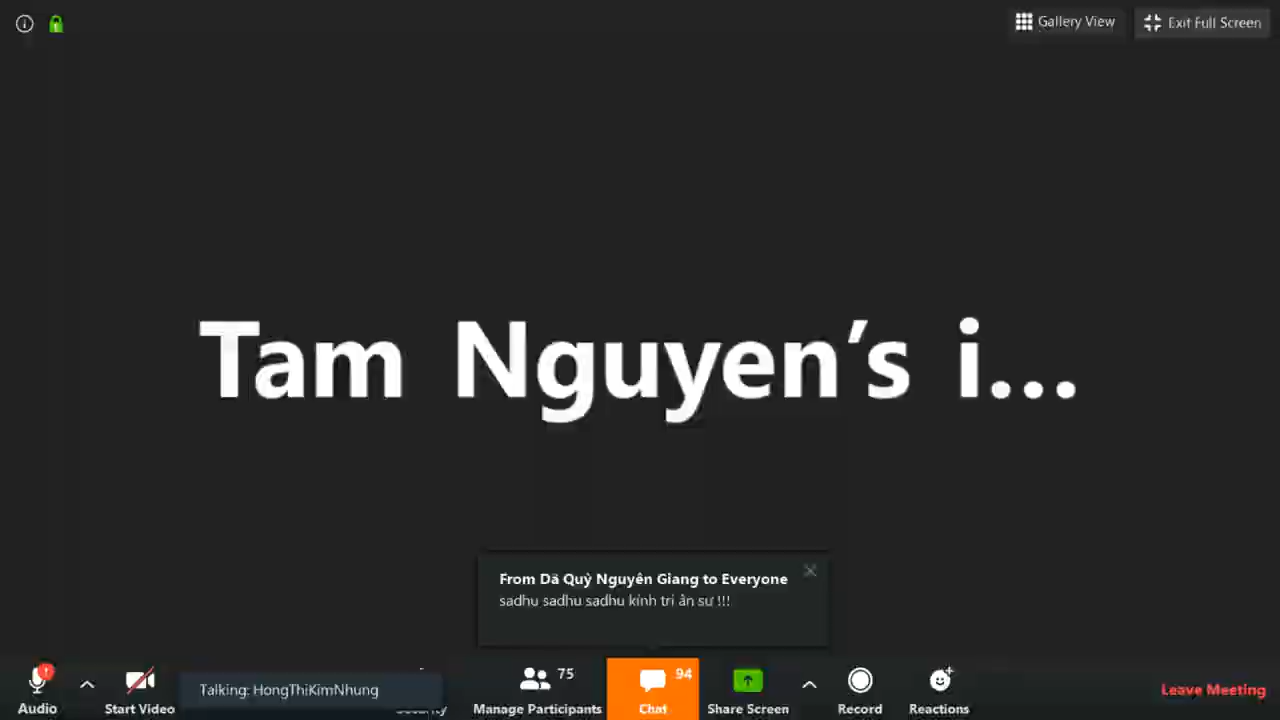 Gallery View
Exit Full Screen
Tam Nguyen’s i...
From Dã Quỳ Nguyên Giang to Everyone
sadhu sadhu sadhu kính tri ân sư !!!
75
94
Talking: HongThiKimNhung
Leave Meeting
Audio
Start Video
Security
Manage Participants
Chat
Share Screen
Record
Reactions